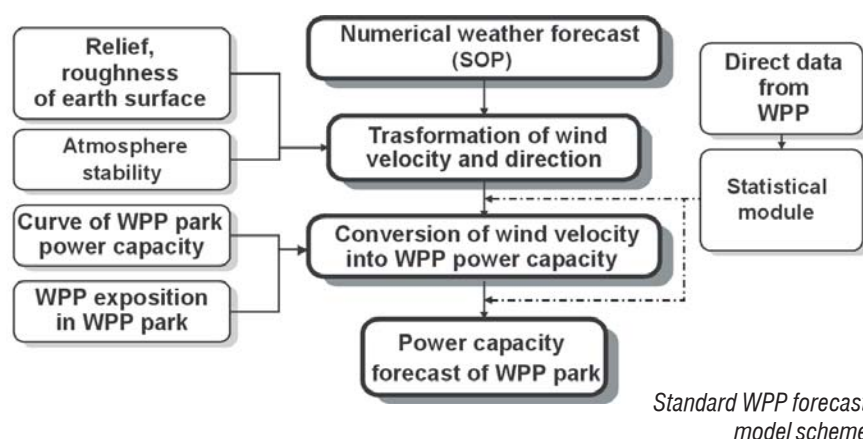 Relief,
roughness
of earth surface
Atmosphere
stability
Curve of WPP park
power capacity
WPP exposition
in WPP park
Numerical weather forecast
(SOP)
Trasformation of wind
velocity and direction
Conversion of wind velocity
into WPP power capacity
Power capacity
forecast of WPP park
Direct data
from
WPP
Statistical
module
Standard WPP forecast
model scheme